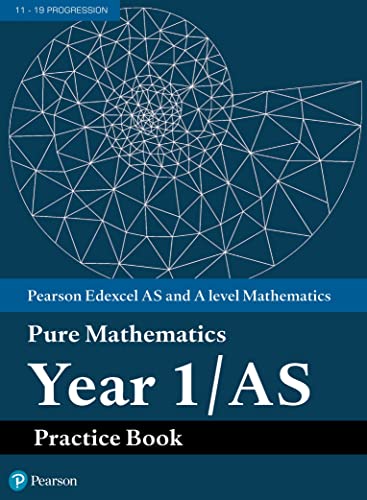 11 - 19 PROGRESSION
Pearson Edexcel AS and A level Mathematics
Pure Mathematics
Year 1/AS
Practice Book
Pearson